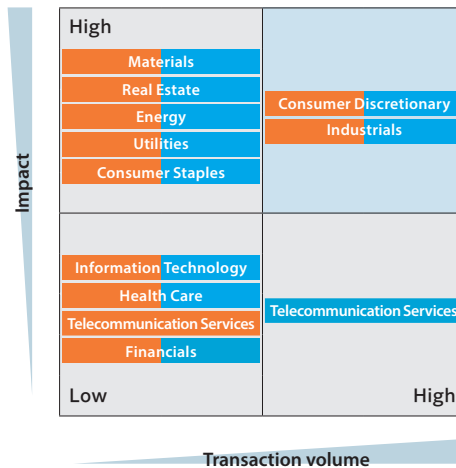 High
Materials
Real Estate
Energy
Utilities
Consumer Staples
Consumer Discretionary
Industrials
Impact
Information Technology
Health Care
Telecommunication Services
Financials
Telecommunication Services
Low
High
Transaction volume